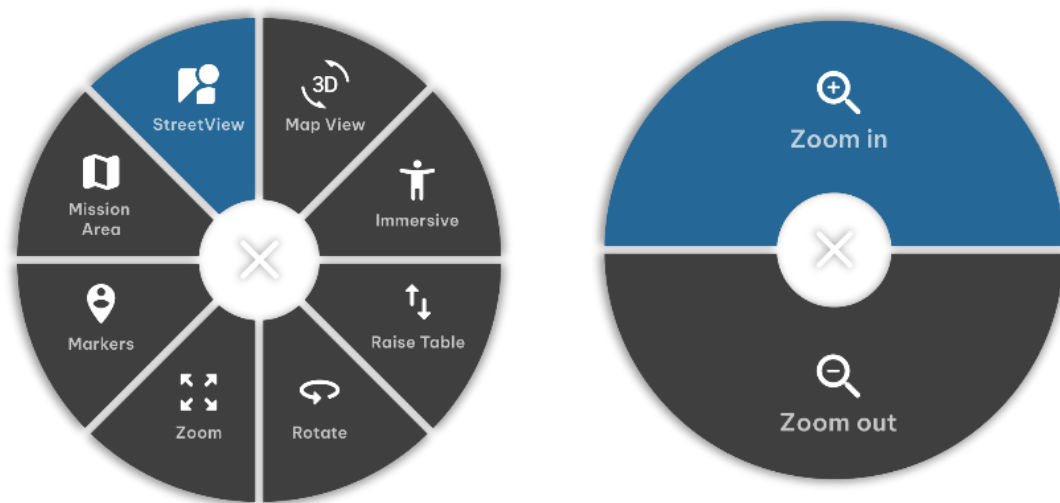 StreetView
3D
Map View
Mission
Area
Immersive
Markers
Raise Table
Zoom
Rotate
Zoom in
Zoom out